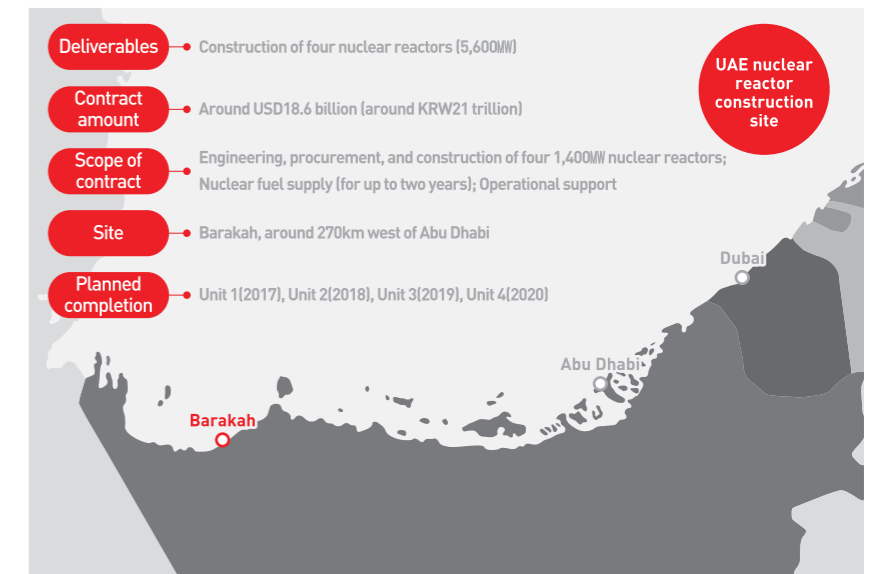 Deliverables
Construction of four nuclear reactors (5,600㎿)
Contract
amount
Around USD18.6 billion (around KRW21 trillion)
Scope of
contract
Engineering, procurement, and construction of four 1,400㎿ nuclear reactors;
Nuclear fuel supply (for up to two years); Operational support
Site
Barakah, around 270km west of Abu Dhabi
Planned
completion
Unit 1(2017), Unit 2(2018), Unit 3(2019), Unit 4(2020)
UAE nuclear
reactor
construction
site
Dubai
Abu Dhabi
Barakah